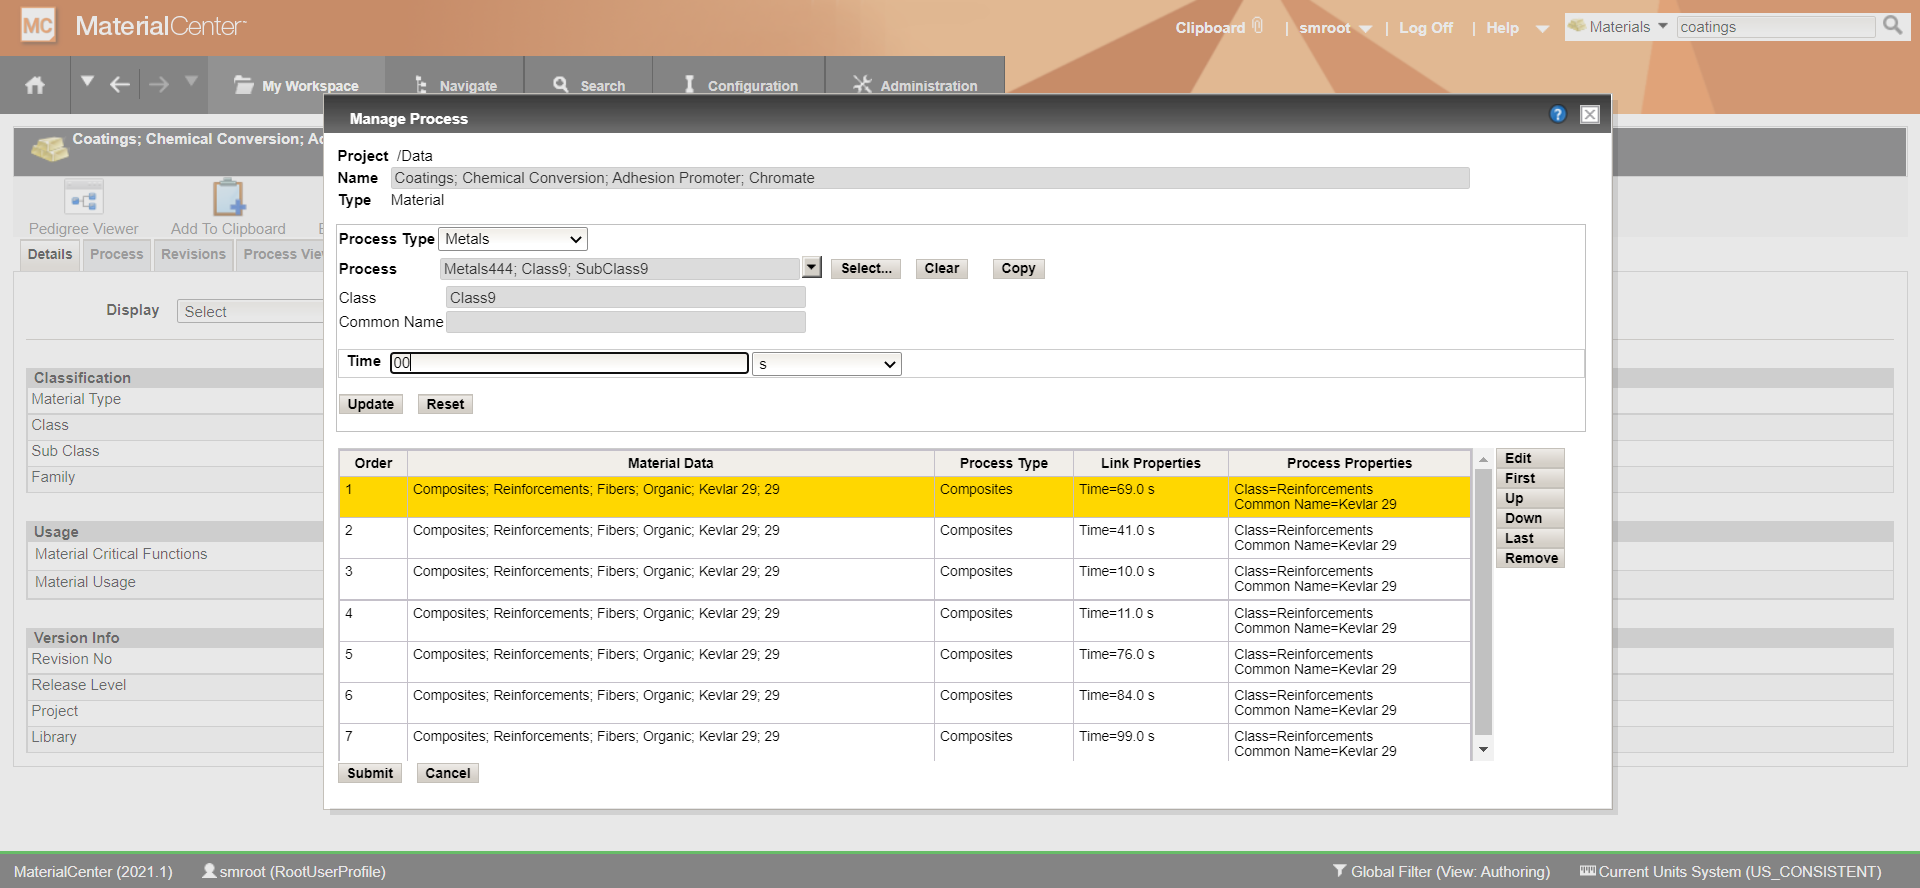 MC MaterialCenter
Clipboard | smroot | Log Off | Help Materials coatings
My Workspace Navigate Search Configuration Administration
Manage Process ?
Coatings; Chemical Conversion;
Pedigree Viewer Add To Clipboard
Details Process Revisions Process
Display Select
Classification
Material Type
Class
Sub Class
Family
Usage
Material Critical Functions
Material Usage
Version Info
Revision No
Release Level
Project
Library
Project /Data
Name Coatings; Chemical Conversion; Adhesion Promoter; Chromate
Type Material
Process Type Metals
Process Metals444; Class9; SubClass9 Select... Clear Copy
Class Class9
Common Name
Time 00 s
Update Reset
Order Material Data Process Type Link Properties Process Properties
1 Composites; Reinforcements; Fibers; Organic; Kevlar 29; 29 Composites Time=69.0 s Class=Reinforcements
Common Name=Kevlar 29
2 Composites; Reinforcements; Fibers; Organic; Kevlar 29; 29 Composites Time=41.0 s Class=Reinforcements
Common Name=Kevlar 29
3 Composites; Reinforcements; Fibers; Organic; Kevlar 29; 29 Composites Time=10.0 s Class=Reinforcements
Common Name=Kevlar 29
4 Composites; Reinforcements; Fibers; Organic; Kevlar 29; 29 Composites Time=11.0 s Class=Reinforcements
Common Name=Kevlar 29
5 Composites; Reinforcements; Fibers; Organic; Kevlar 29; 29 Composites Time=76.0 s Class=Reinforcements
Common Name=Kevlar 29
6 Composites; Reinforcements; Fibers; Organic; Kevlar 29; 29 Composites Time=84.0 s Class=Reinforcements
Common Name=Kevlar 29
7 Composites; Reinforcements; Fibers; Organic; Kevlar 29; 29 Composites Time=99.0 s Class=Reinforcements
Common Name=Kevlar 29
Edit
First
Up
Down
Last
Remove
Submit Cancel
MaterialCenter (2021.1) smroot (RootUserProfile) Global Filter (View: Authoring) Current Units System (US_CONSISTENT)